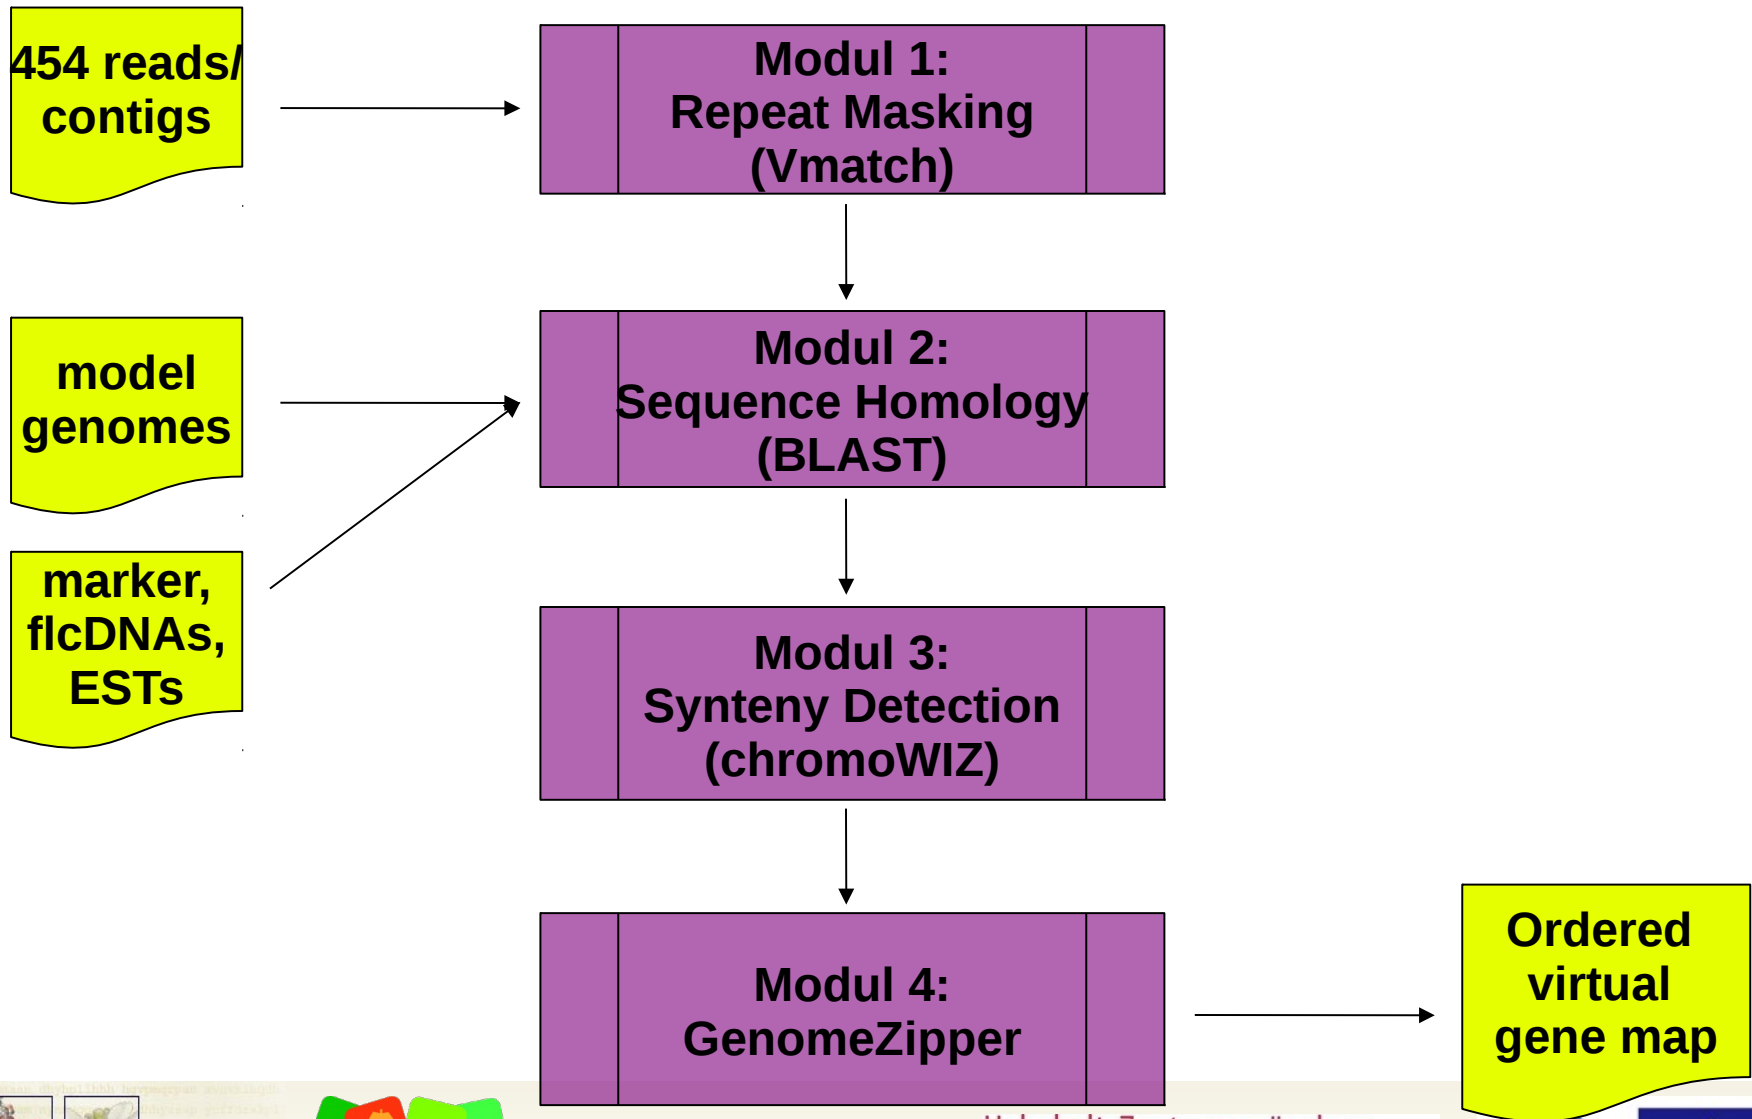 454 reads/
contigs
Modul 1:
Repeat Masking
(Vmatch)
model
genomes
Modul 2:
Sequence Homology
(BLAST)
marker,
flcDNAs,
ESTs
Modul 3:
Synteny Detection
(chromoWIZ)
Modul 4:
GenomeZipper
Ordered
virtual
gene map